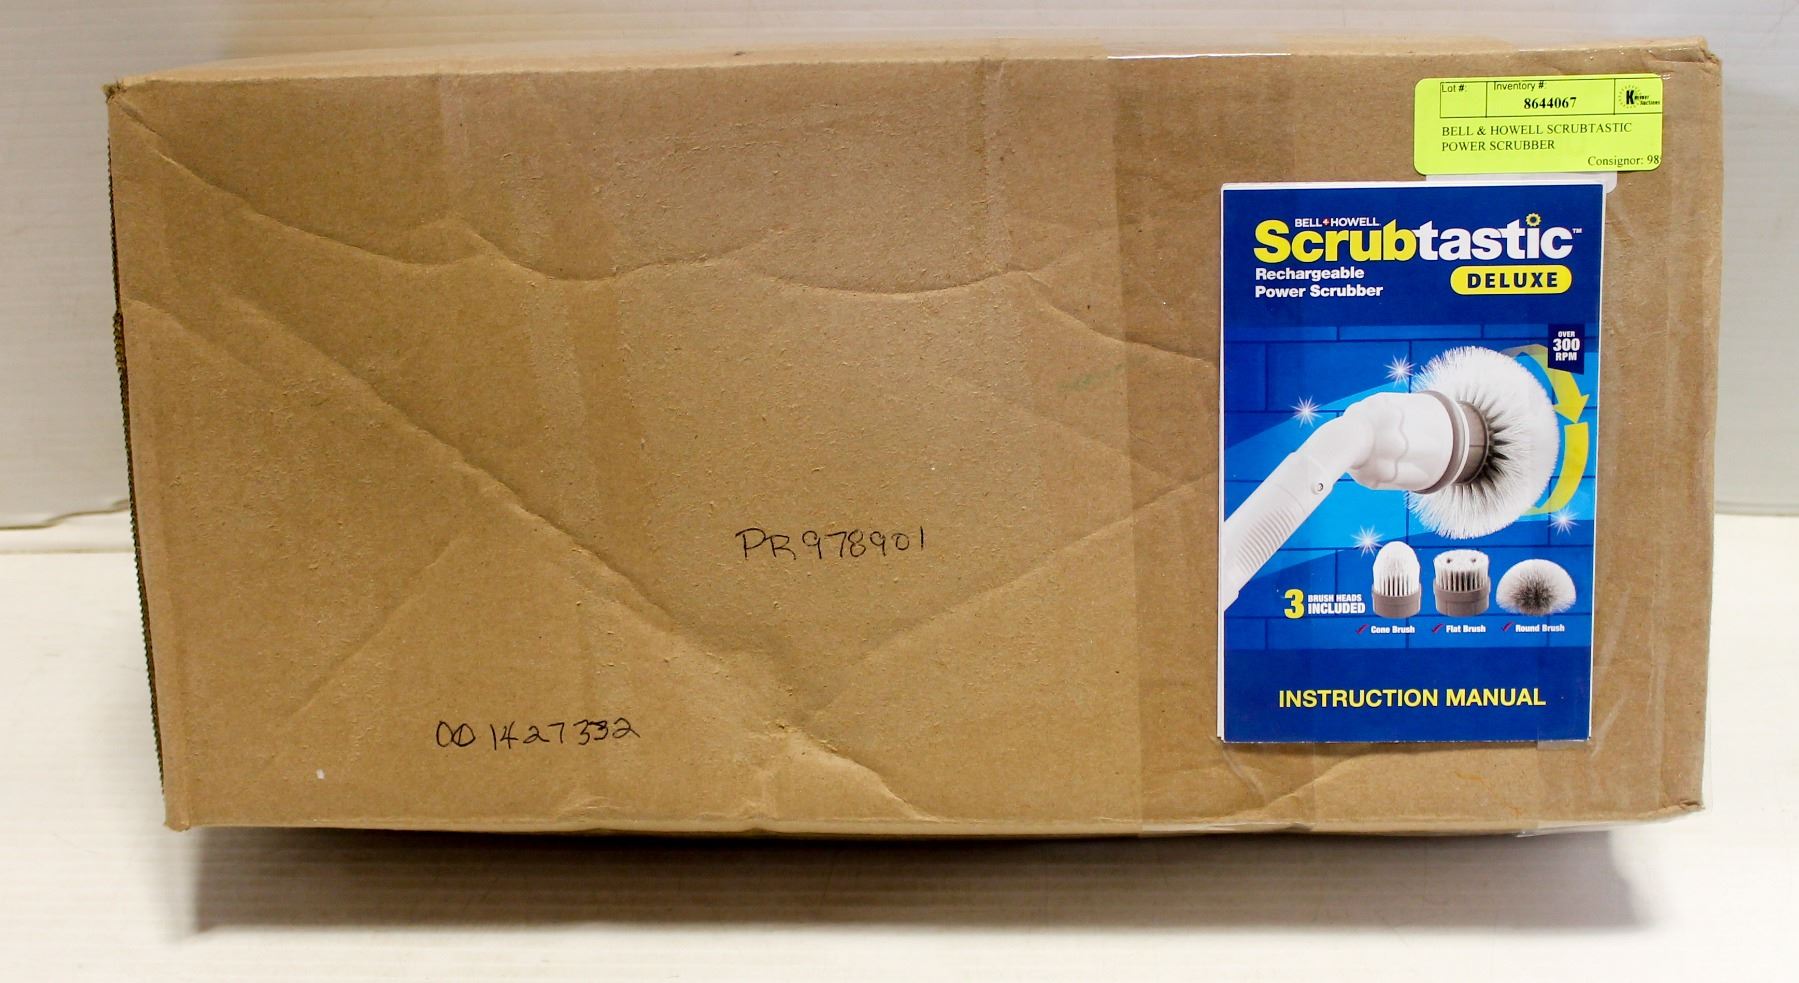 Lot #: Inventory #:
8644067
BELL & HOWELL SCRUBTASTIC
POWER SCRUBBER
Consignor: 98
BELL+HOWELL
Scrubtastic™
Rechargeable
Power Scrubber
DELUXE
OVER
300
RPM
3 BRUSH HEADS
INCLUDED
Cone Brush Flat Brush Round Brush
INSTRUCTION MANUAL
PR978901
001427332